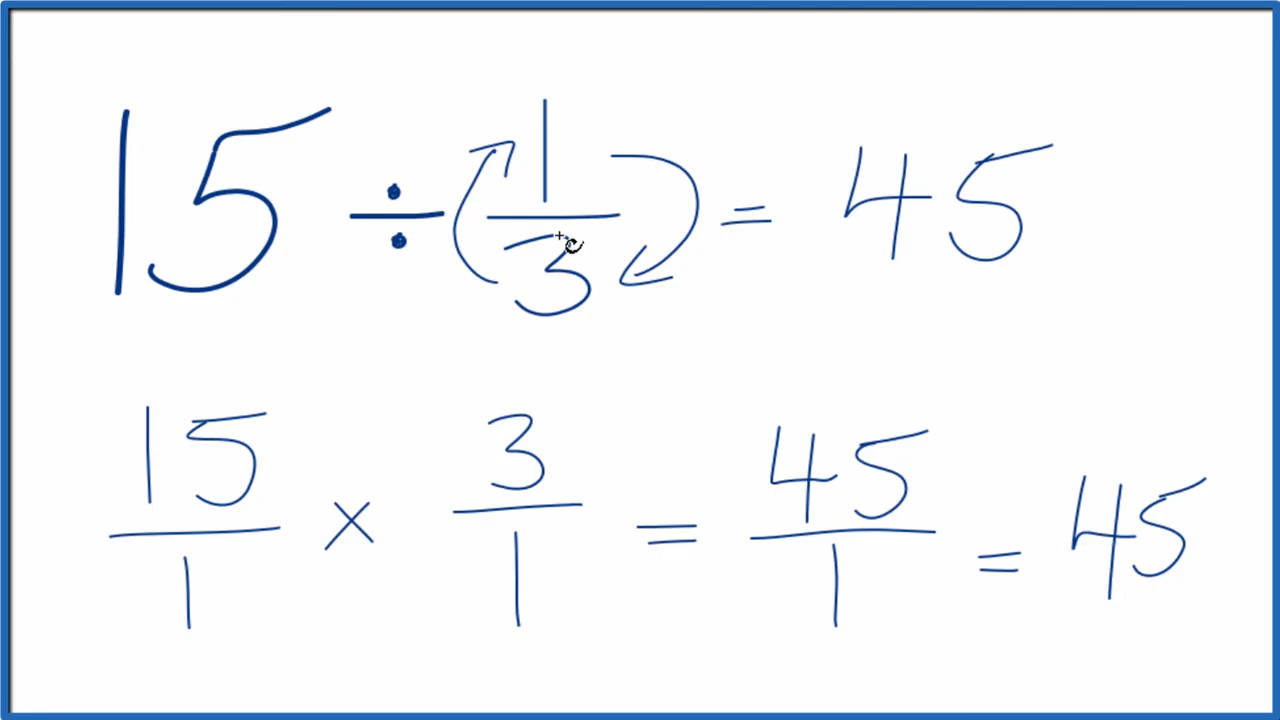 15 ÷ 1/3 = 45
15/1 × 3/1 = 45/1 = 45